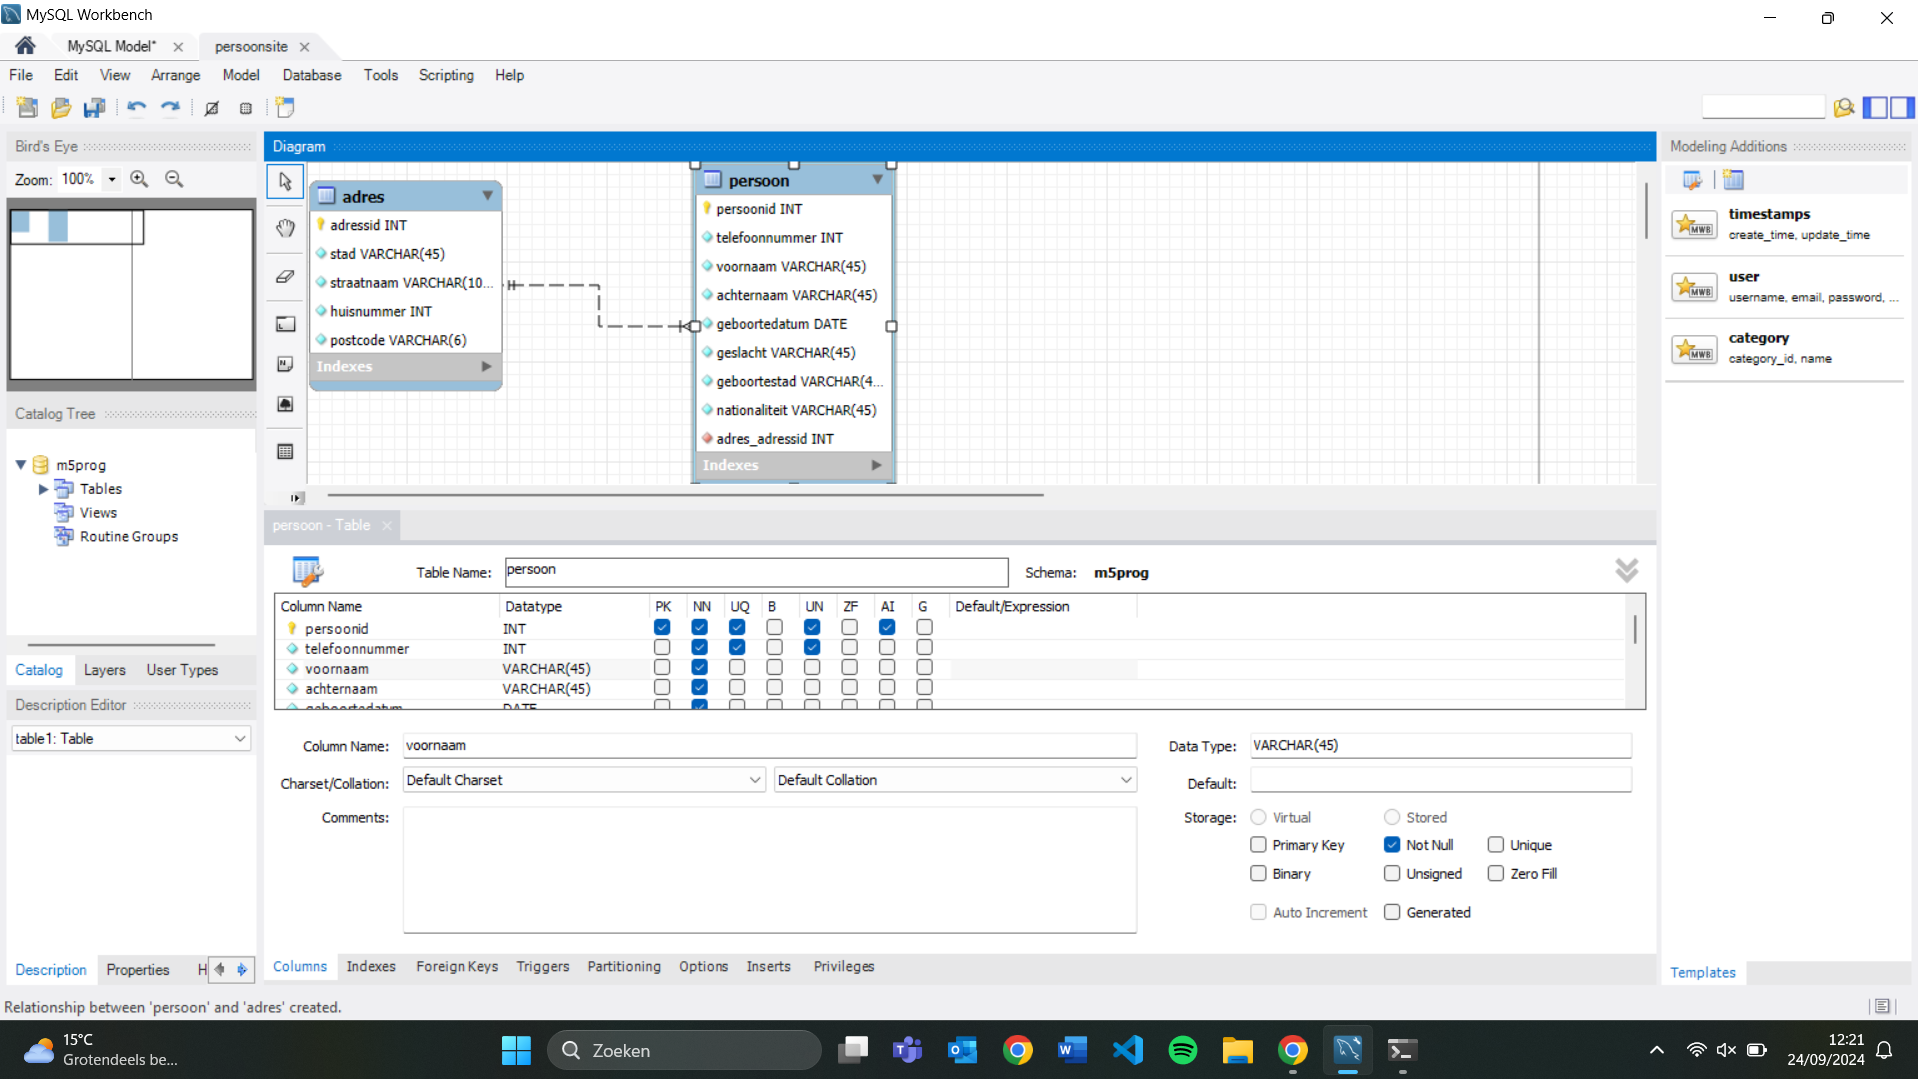 MySQL Workbench
MySQL Model*
persoonsite
File Edit View Arrange Model Database Tools Scripting Help
Bird's Eye
Zoom: 100%
Diagram
adres
adressid INT
stad VARCHAR(45)
straatnaam VARCHAR(10...
huisnummer INT
postcode VARCHAR(6)
Indexes
persoon
persoonid INT
telefoonnummer INT
voornaam VARCHAR(45)
achternaam VARCHAR(45)
geboortedatum DATE
geslacht VARCHAR(45)
geboortestad VARCHAR(4...
nationaliteit VARCHAR(45)
adres_adressid INT
Indexes
Modeling Additions
MWB
timestamps
create_time, update_time
MWB
user
username, email, password, ...
MWB
category
category_id, name
Catalog Tree
m5prog
Tables
Views
Routine Groups
Catalog Layers User Types
Description Editor
table1: Table
Description Properties H
persoon - Table
Table Name: persoon Schema: m5prog
Column Name Datatype PK NN UQ B UN ZF AI G Default/Expression
persoonid INT
telefoonnummer INT
voornaam VARCHAR(45)
achternaam VARCHAR(45)
geboortedatum DATE
Column Name: voornaam Data Type: VARCHAR(45)
Charset/Collation: Default Charset Default Collation Default:
Comments: Storage: Virtual Stored
Primary Key Not Null Unique
Binary Unsigned Zero Fill
Auto Increment Generated
Columns Indexes Foreign Keys Triggers Partitioning Options Inserts Privileges
Templates
Relationship between 'persoon' and 'adres' created.
15°C
Grotendeels be...
Zoeken
12:21
24/09/2024